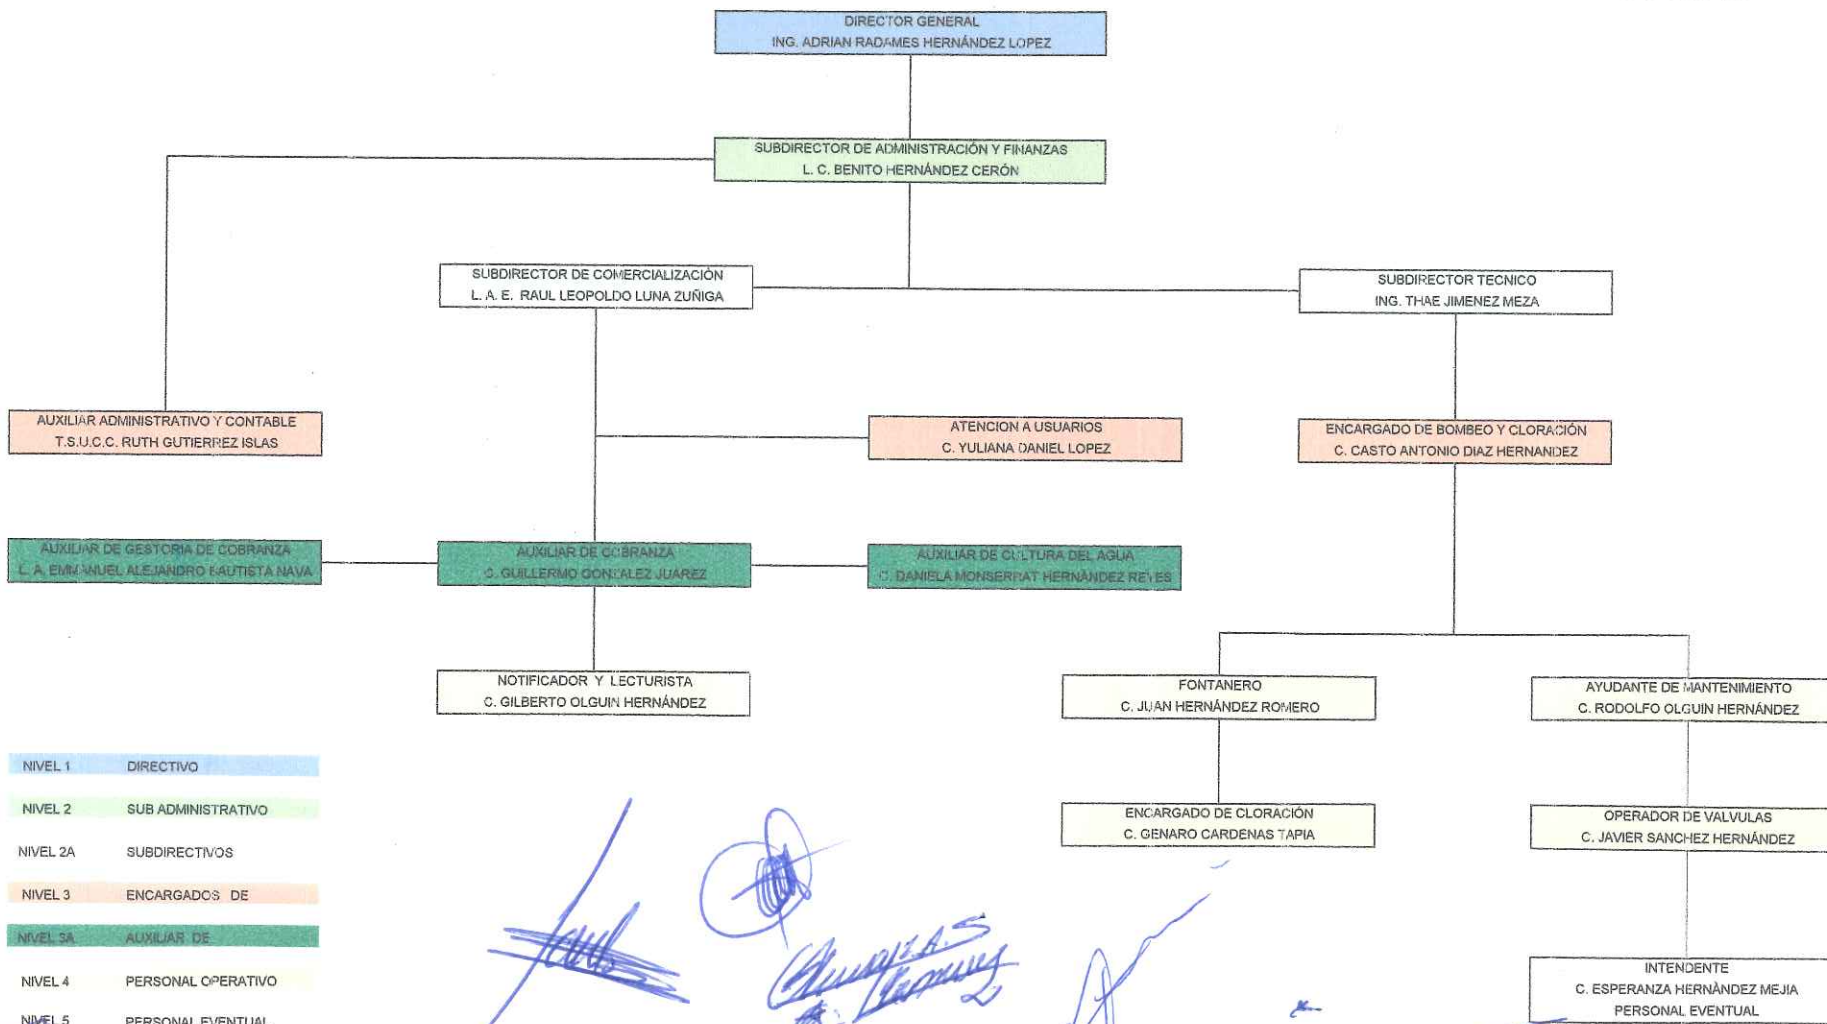 DIRECTOR GENERAL
ING. ADRIAN RADAMES HERNÁNDEZ LOPEZ
SUBDIRECTOR DE ADMINISTRACIÓN Y FINANZAS
L. C. BENITO HERNÁNDEZ CERÓN
SUBDIRECTOR DE COMERCIALIZACIÓN
L. A. E. RAUL LEOPOLDO LUNA ZUÑIGA
SUBDIRECTOR TECNICO
ING. THAE JIMENEZ MEZA
AUXILIAR ADMINISTRATIVO Y CONTABLE
T.S.U.C.C. RUTH GUTIERREZ ISLAS
ATENCION A USUARIOS
C. YULIANA DANIEL LOPEZ
ENCARGADO DE BOMBEO Y CLORACIÓN
C. CASTO ANTONIO DIAZ HERNANDEZ
AUXILIAR DE GESTORIA DE COBRANZA
L. A. EMMANUEL ALEJANDRO BAUTISTA NAVA
AUXILIAR DE COBRANZA
C. GUILLERMO GONZALEZ JUAREZ
AUXILIAR DE CULTURA DEL AGUA
C. DANIELA MONSERRAT HERNÀNDEZ REYES
NOTIFICADOR Y LECTURISTA
C. GILBERTO OLGUIN HERNÁNDEZ
FONTANERO
C. JUAN HERNÁNDEZ ROMERO
AYUDANTE DE MANTENIMIENTO
C. RODOLFO OLGUIN HERNÁNDEZ
ENCARGADO DE CLORACIÓN
C. GENARO CARDENAS TAPIA
OPERADOR DE VALVULAS
C. JAVIER SANCHEZ HERNÁNDEZ
INTENDENTE
C. ESPERANZA HERNÀNDEZ MEJIA
PERSONAL EVENTUAL
NIVEL 1 DIRECTIVO
NIVEL 2 SUB ADMINISTRATIVO
NIVEL 2A SUBDIRECTIVOS
NIVEL 3 ENCARGADOS DE
NIVEL 3A AUXILIAR DE
NIVEL 4 PERSONAL OPERATIVO
NIVEL 5 PERSONAL EVENTUAL